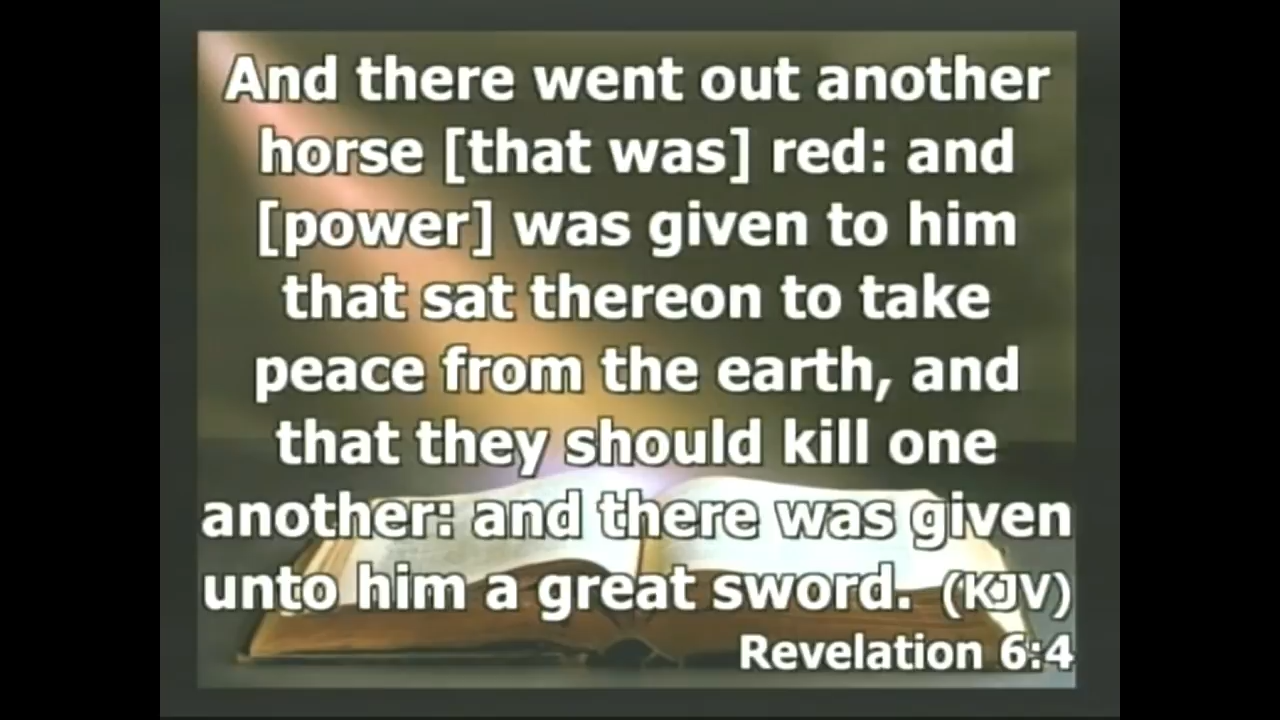 And there went out another
horse [that was] red: and
[power] was given to him
that sat thereon to take
peace from the earth, and
that they should kill one
another: and there was given
unto him a great sword. (KJV)
Revelation 6:4